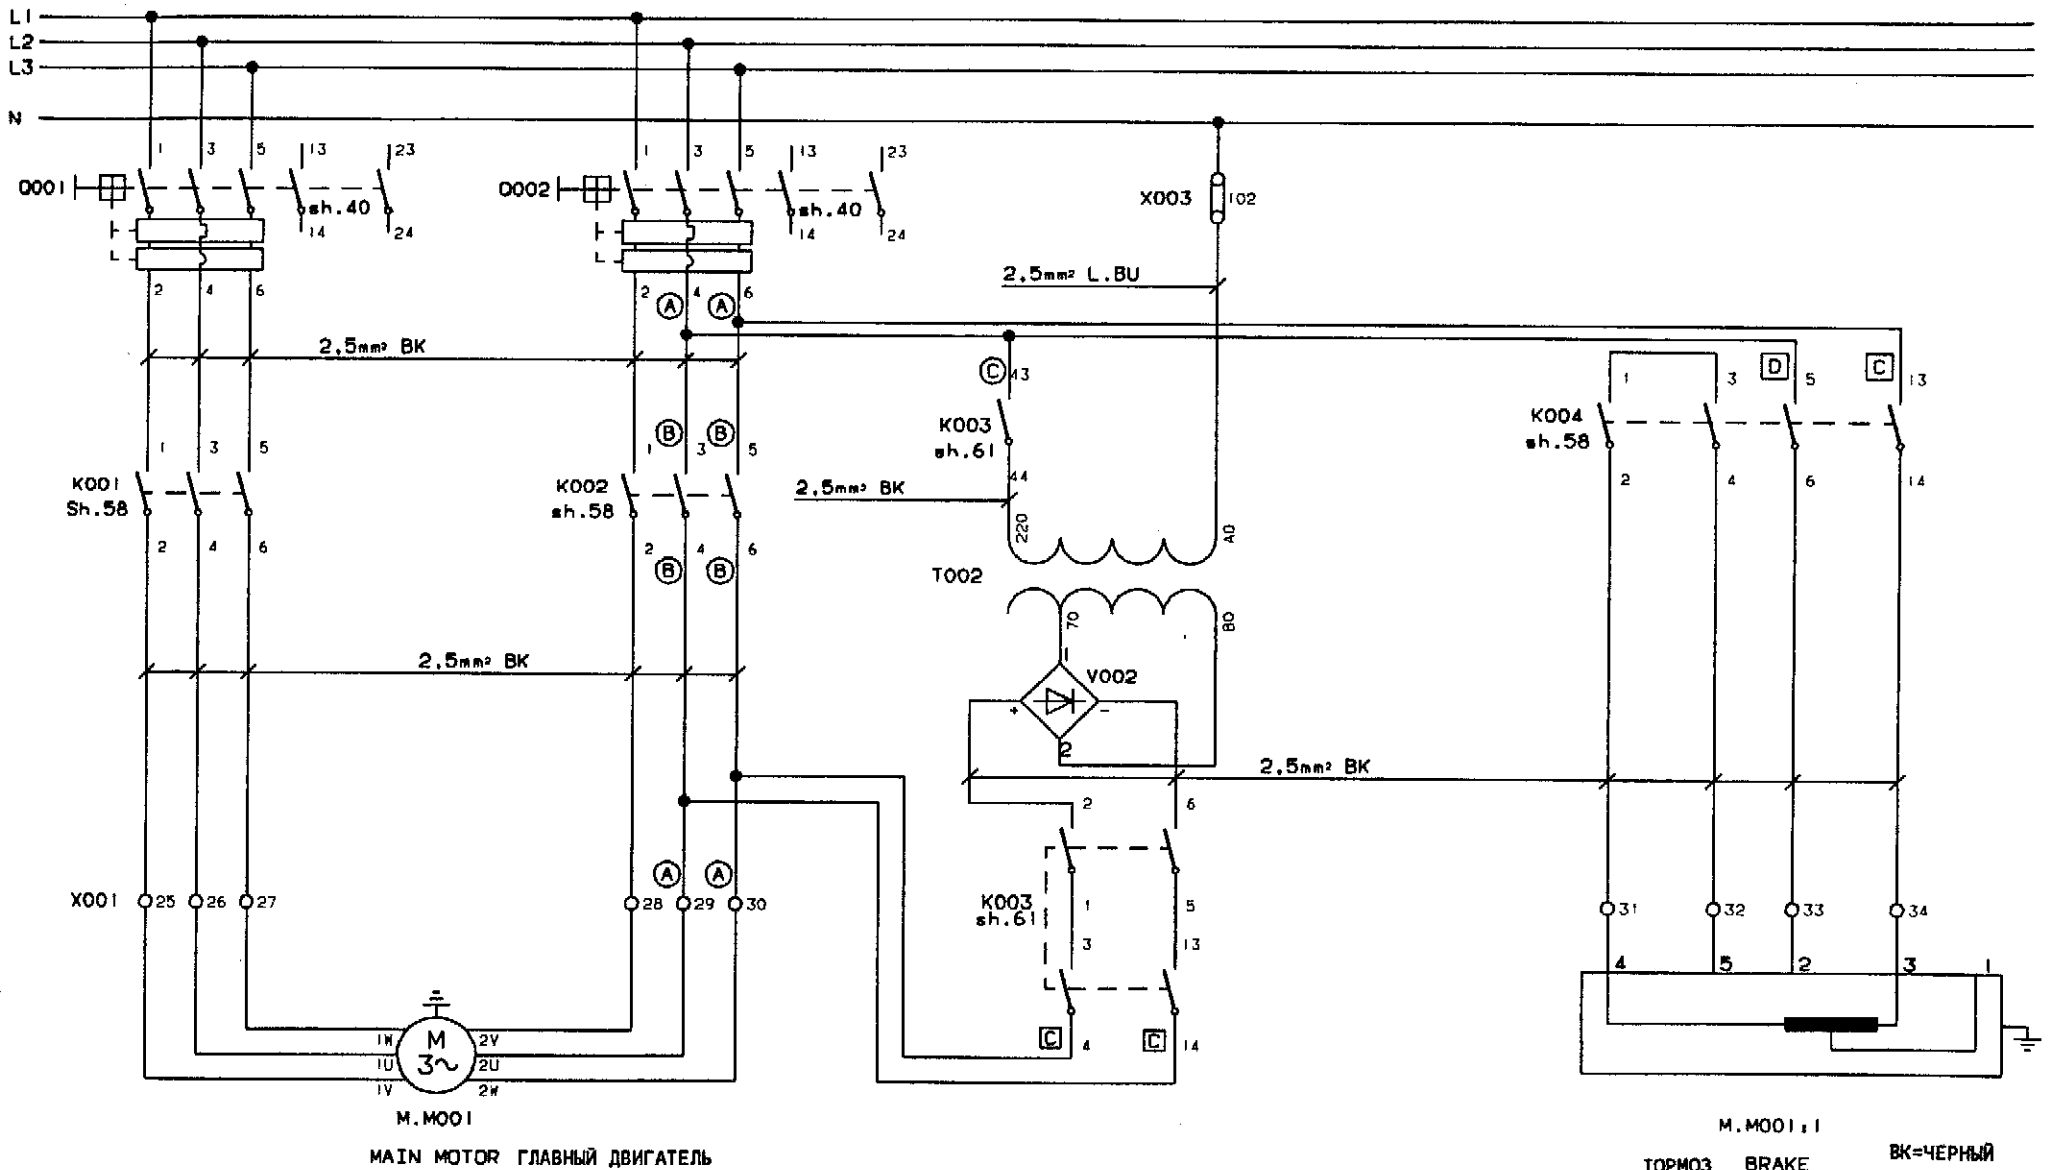 L1
L2
L3
N
1 3 5 13 23
1 3 5 13 23
Q001
sh.40
14 24
Q002
sh.40
14 24
X003
102
2 4 6
2 4 6
A A
2,5mm² L.BU
2,5mm² BK
C 43
1 3 D 5 C 13
K003
sh.61
44
K004
sh.58
2 4 6 14
B B
1 3 5
1 3 5
K001
Sh.58
K002
sh.58
2,5mm² BK
220
A0
2 4 6
2 4 6
B B
T002
70
B0
2,5mm² BK
1
V002
+ -
2
2,5mm² BK
2 6
A A
X001 25 26 27
28 29 30
K003
sh.61
1 5
3 13
31 32 33 34
4 5 2 3 1
C 4 C 14
1W M 2V
1U 3~ 2U
1V 2W
M.M001
MAIN MOTOR ГЛАВНЫЙ ДВИГАТЕЛЬ
M.M001:1
ТОРМОЗ BRAKE
BK=ЧЕРНЫЙ